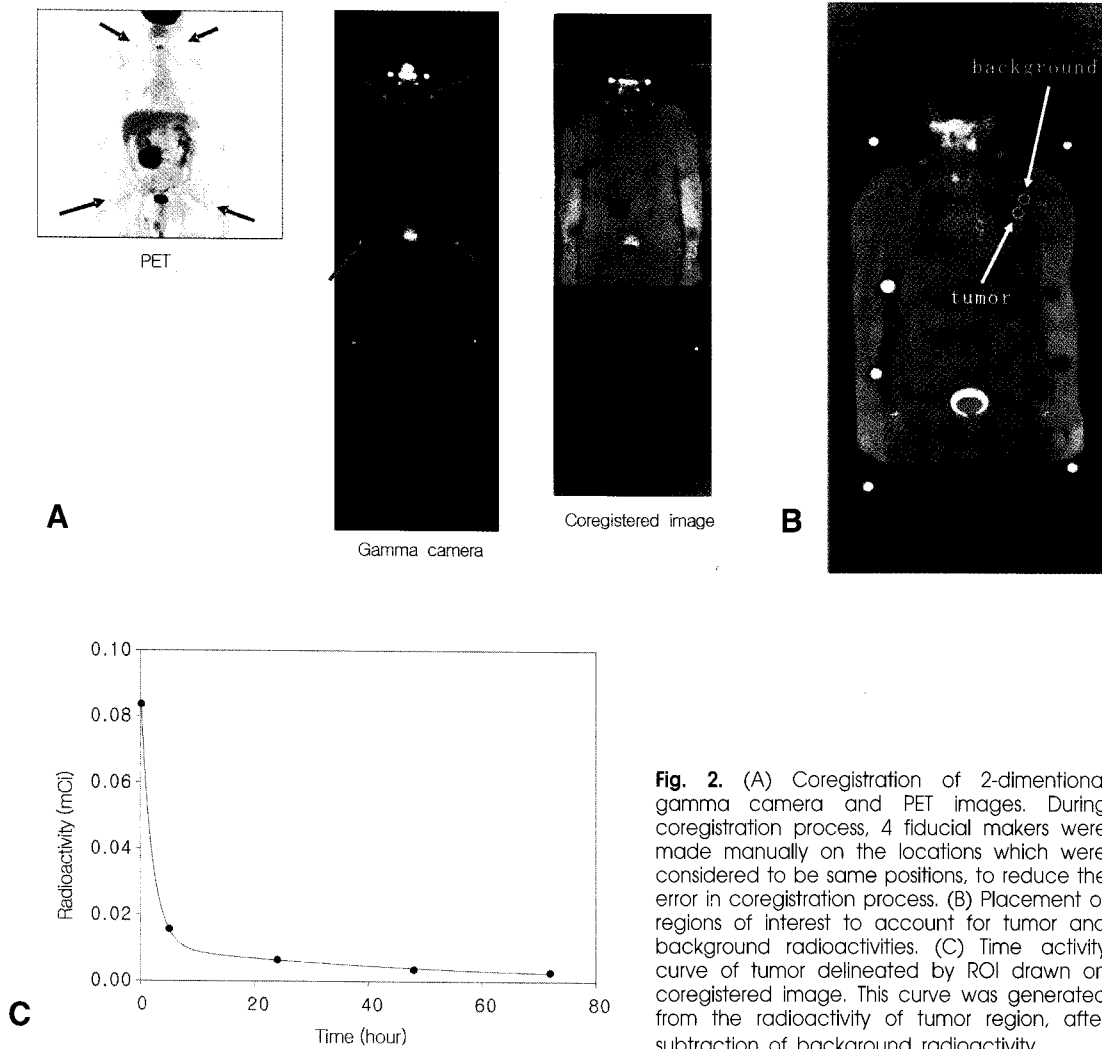 background
tumor
PET
A
Gamma camera
Coregistered image
B
0.10
0.08
0.06
0.04
0.02
0.00
Radioactivity (mCi)
0 20 40 60 80
Time (hour)
C
Fig. 2. (A) Coregistration of 2-dimentiona
gamma camera and PET images. During
coregistration process, 4 fiducial makers were
made manually on the locations which were
considered to be same positions, to reduce the
error in coregistration process. (B) Placement o
regions of interest to account for tumor and
background radioactivities. (C) Time activity
curve of tumor delineated by ROI drawn on
coregistered image. This curve was generated
from the radioactivity of tumor region, afte
subtraction of background radioactivity